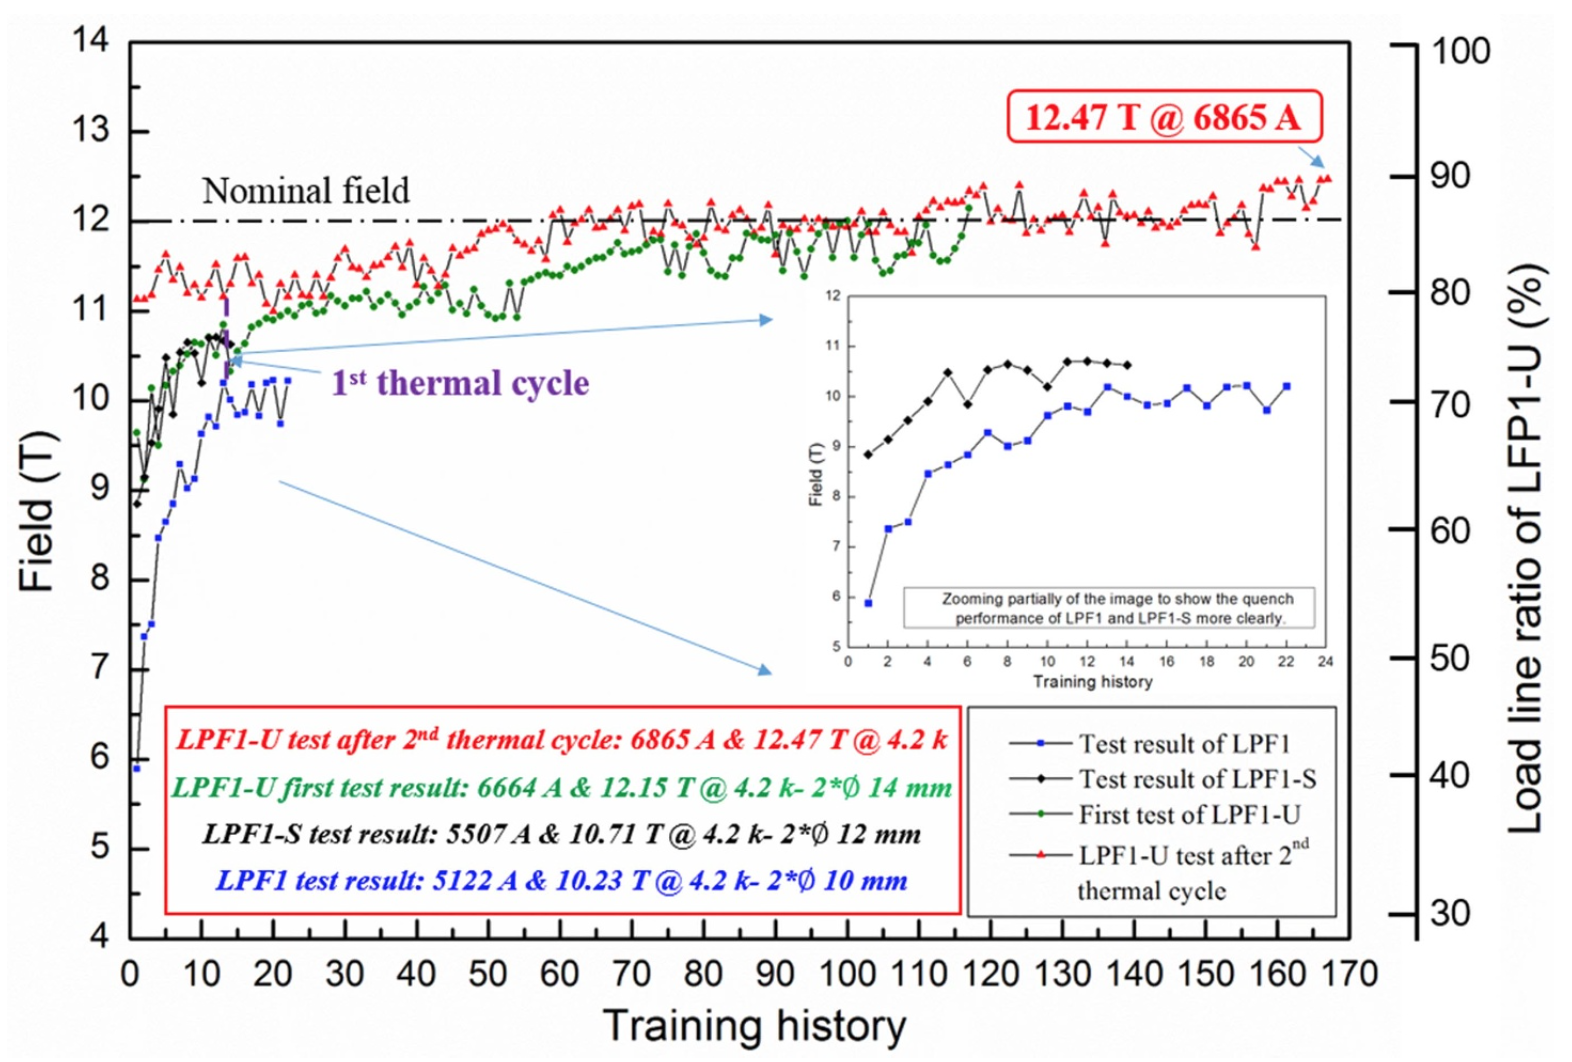 14
13
12
11
10
9
8
7
6
5
4
Field (T)
0 10 20 30 40 50 60 70 80 90 100 110 120 130 140 150 160 170
Training history
100
90
80
70
60
50
40
30
Load line ratio of LFP1-U (%)
12.47 T @ 6865 A
Nominal field
1st thermal cycle
12
11
10
9
8
7
6
5
Field (T)
0 2 4 6 8 10 12 14 16 18 20 22 24
Training history
Zooming partially of the image to show the quench
performance of LPF1 and LPF1-S more clearly.
LPF1-U test after 2nd thermal cycle: 6865 A & 12.47 T @ 4.2 k
LPF1-U first test result: 6664 A & 12.15 T @ 4.2 k- 2*Ø 14 mm
LPF1-S test result: 5507 A & 10.71 T @ 4.2 k- 2*Ø 12 mm
LPF1 test result: 5122 A & 10.23 T @ 4.2 k- 2*Ø 10 mm
Test result of LPF1
Test result of LPF1-S
First test of LPF1-U
LPF1-U test after 2nd
thermal cycle